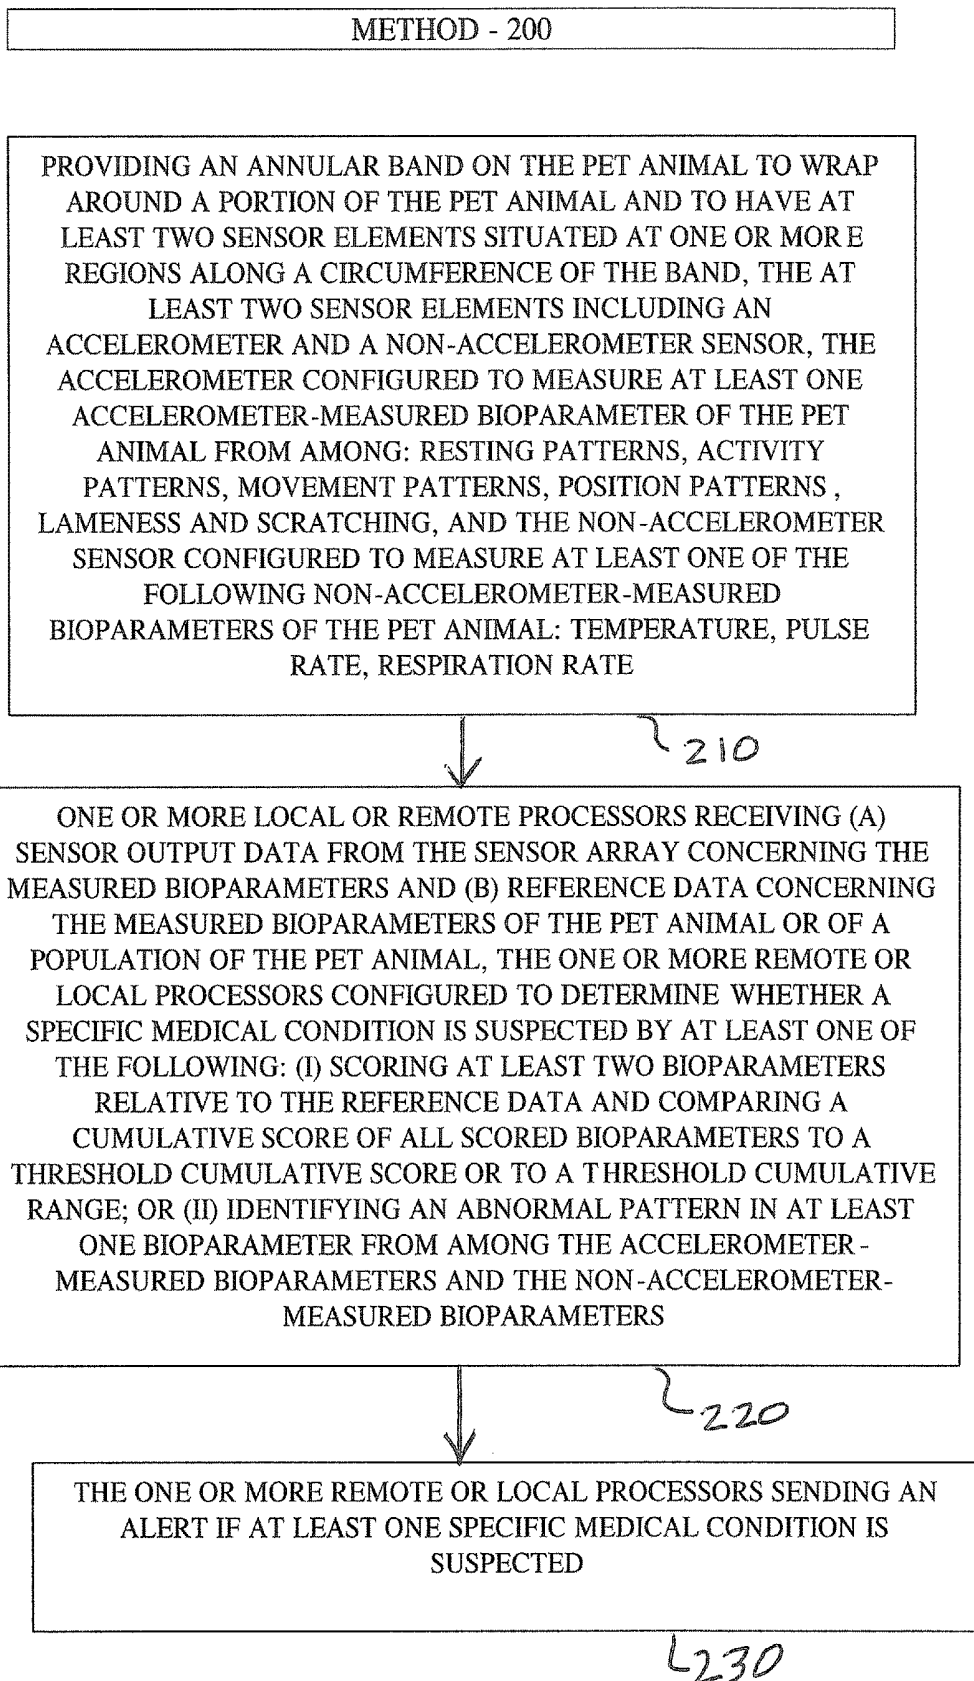 METHOD - 200
PROVIDING AN ANNULAR BAND ON THE PET ANIMAL TO WRAP
AROUND A PORTION OF THE PET ANIMAL AND TO HAVE AT
LEAST TWO SENSOR ELEMENTS SITUATED AT ONE OR MORE
REGIONS ALONG A CIRCUMFERENCE OF THE BAND, THE AT
LEAST TWO SENSOR ELEMENTS INCLUDING AN
ACCELEROMETER AND A NON-ACCELEROMETER SENSOR, THE
ACCELEROMETER CONFIGURED TO MEASURE AT LEAST ONE
ACCELEROMETER-MEASURED BIOPARAMETER OF THE PET
ANIMAL FROM AMONG: RESTING PATTERNS, ACTIVITY
PATTERNS, MOVEMENT PATTERNS, POSITION PATTERNS ,
LAMENESS AND SCRATCHING, AND THE NON-ACCELEROMETER
SENSOR CONFIGURED TO MEASURE AT LEAST ONE OF THE
FOLLOWING NON-ACCELEROMETER-MEASURED
BIOPARAMETERS OF THE PET ANIMAL: TEMPERATURE, PULSE
RATE, RESPIRATION RATE
210
ONE OR MORE LOCAL OR REMOTE PROCESSORS RECEIVING (A)
SENSOR OUTPUT DATA FROM THE SENSOR ARRAY CONCERNING THE
MEASURED BIOPARAMETERS AND (B) REFERENCE DATA CONCERNING
THE MEASURED BIOPARAMETERS OF THE PET ANIMAL OR OF A
POPULATION OF THE PET ANIMAL, THE ONE OR MORE REMOTE OR
LOCAL PROCESSORS CONFIGURED TO DETERMINE WHETHER A
SPECIFIC MEDICAL CONDITION IS SUSPECTED BY AT LEAST ONE OF
THE FOLLOWING: (I) SCORING AT LEAST TWO BIOPARAMETERS
RELATIVE TO THE REFERENCE DATA AND COMPARING A
CUMULATIVE SCORE OF ALL SCORED BIOPARAMETERS TO A
THRESHOLD CUMULATIVE SCORE OR TO A THRESHOLD CUMULATIVE
RANGE; OR (II) IDENTIFYING AN ABNORMAL PATTERN IN AT LEAST
ONE BIOPARAMETER FROM AMONG THE ACCELEROMETER-
MEASURED BIOPARAMETERS AND THE NON-ACCELEROMETER-
MEASURED BIOPARAMETERS
220
THE ONE OR MORE REMOTE OR LOCAL PROCESSORS SENDING AN
ALERT IF AT LEAST ONE SPECIFIC MEDICAL CONDITION IS
SUSPECTED
230